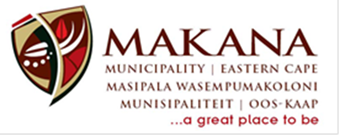 MAKANA
MUNICIPALITY | EASTERN CAPE
MASIPALA WASEMPUMAKOLONI
MUNISIPALITEIT | OOS-KAAP
...a great place to be